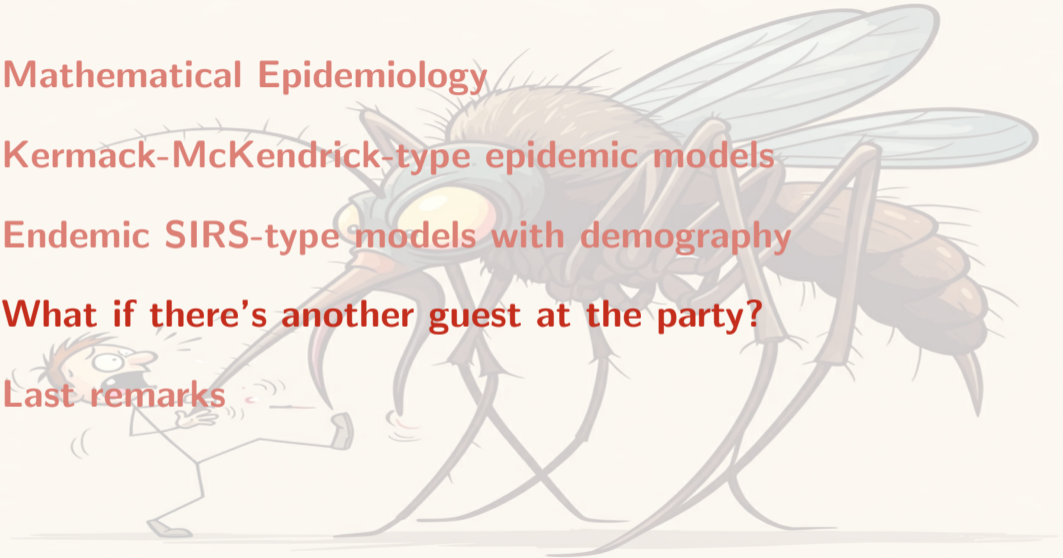 Mathematical Epidemiology
Kermack-McKendrick-type epidemic models
Endemic SIRS-type models with demography
What if there's another guest at the party?
Last remarks